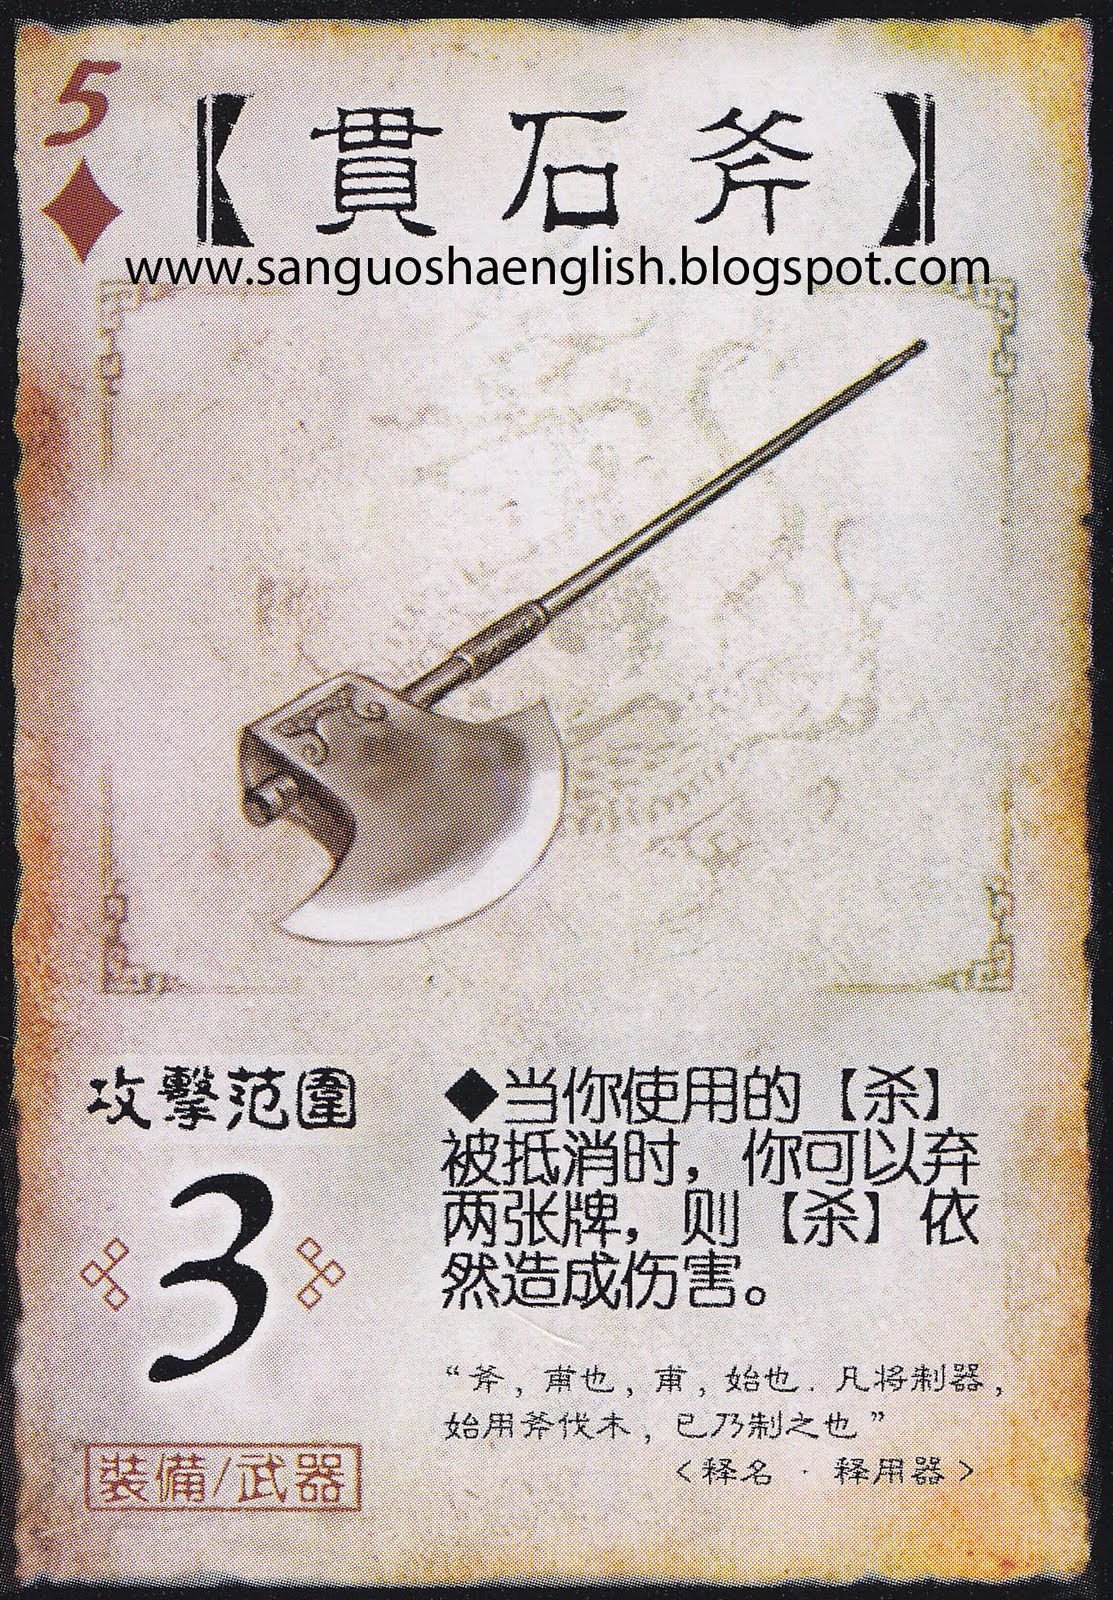 5
【貫石斧】
www.sanguoshaenglish.blogspot.com
攻擊范圍
3
裝備/武器
◆当你使用的【杀】
被抵消时，你可以弃
两张牌，则【杀】依
然造成伤害。
“斧，甫也，甫，始也．凡将制器，
始用斧伐木，已乃制之也”
＜释名 · 释用器＞